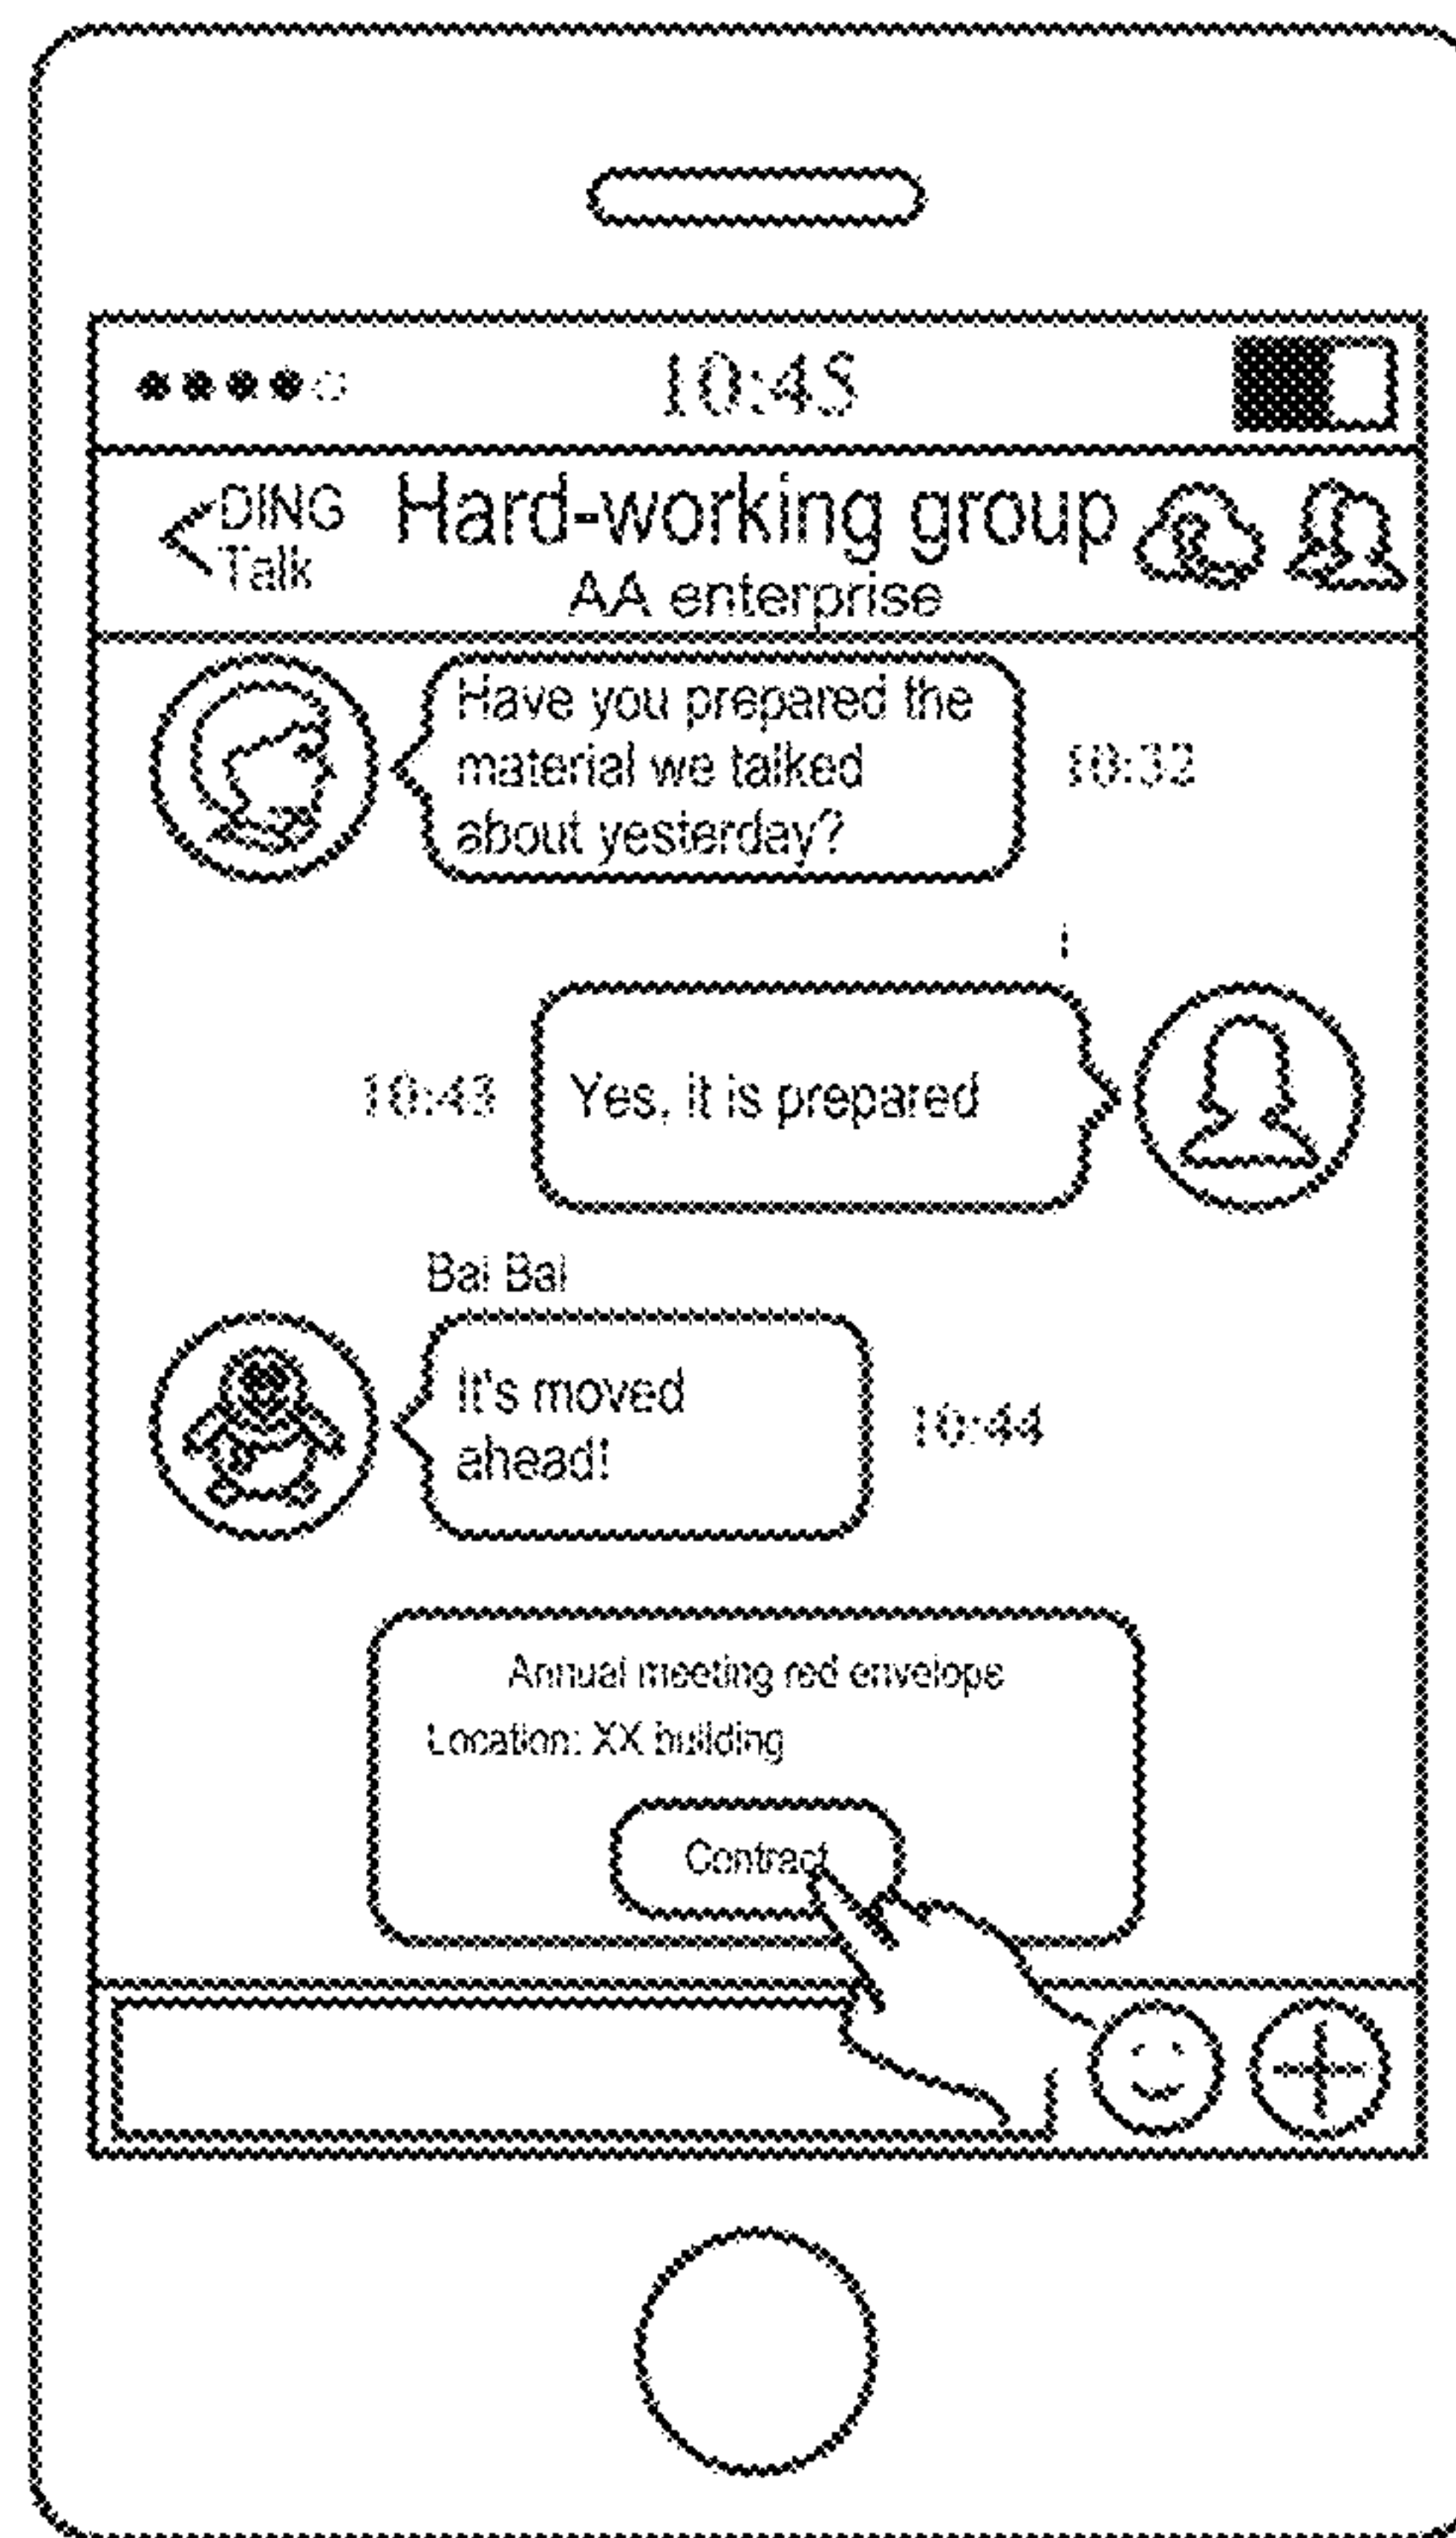 10:45
DING
Talk
Hard-working group
AA enterprise
Have you prepared the
material we talked
about yesterday?
10:32
10:43
Yes, it is prepared
Bai Bai
It's moved
ahead!
10:44
Annual meeting red envelope
Location: XX building
Contract